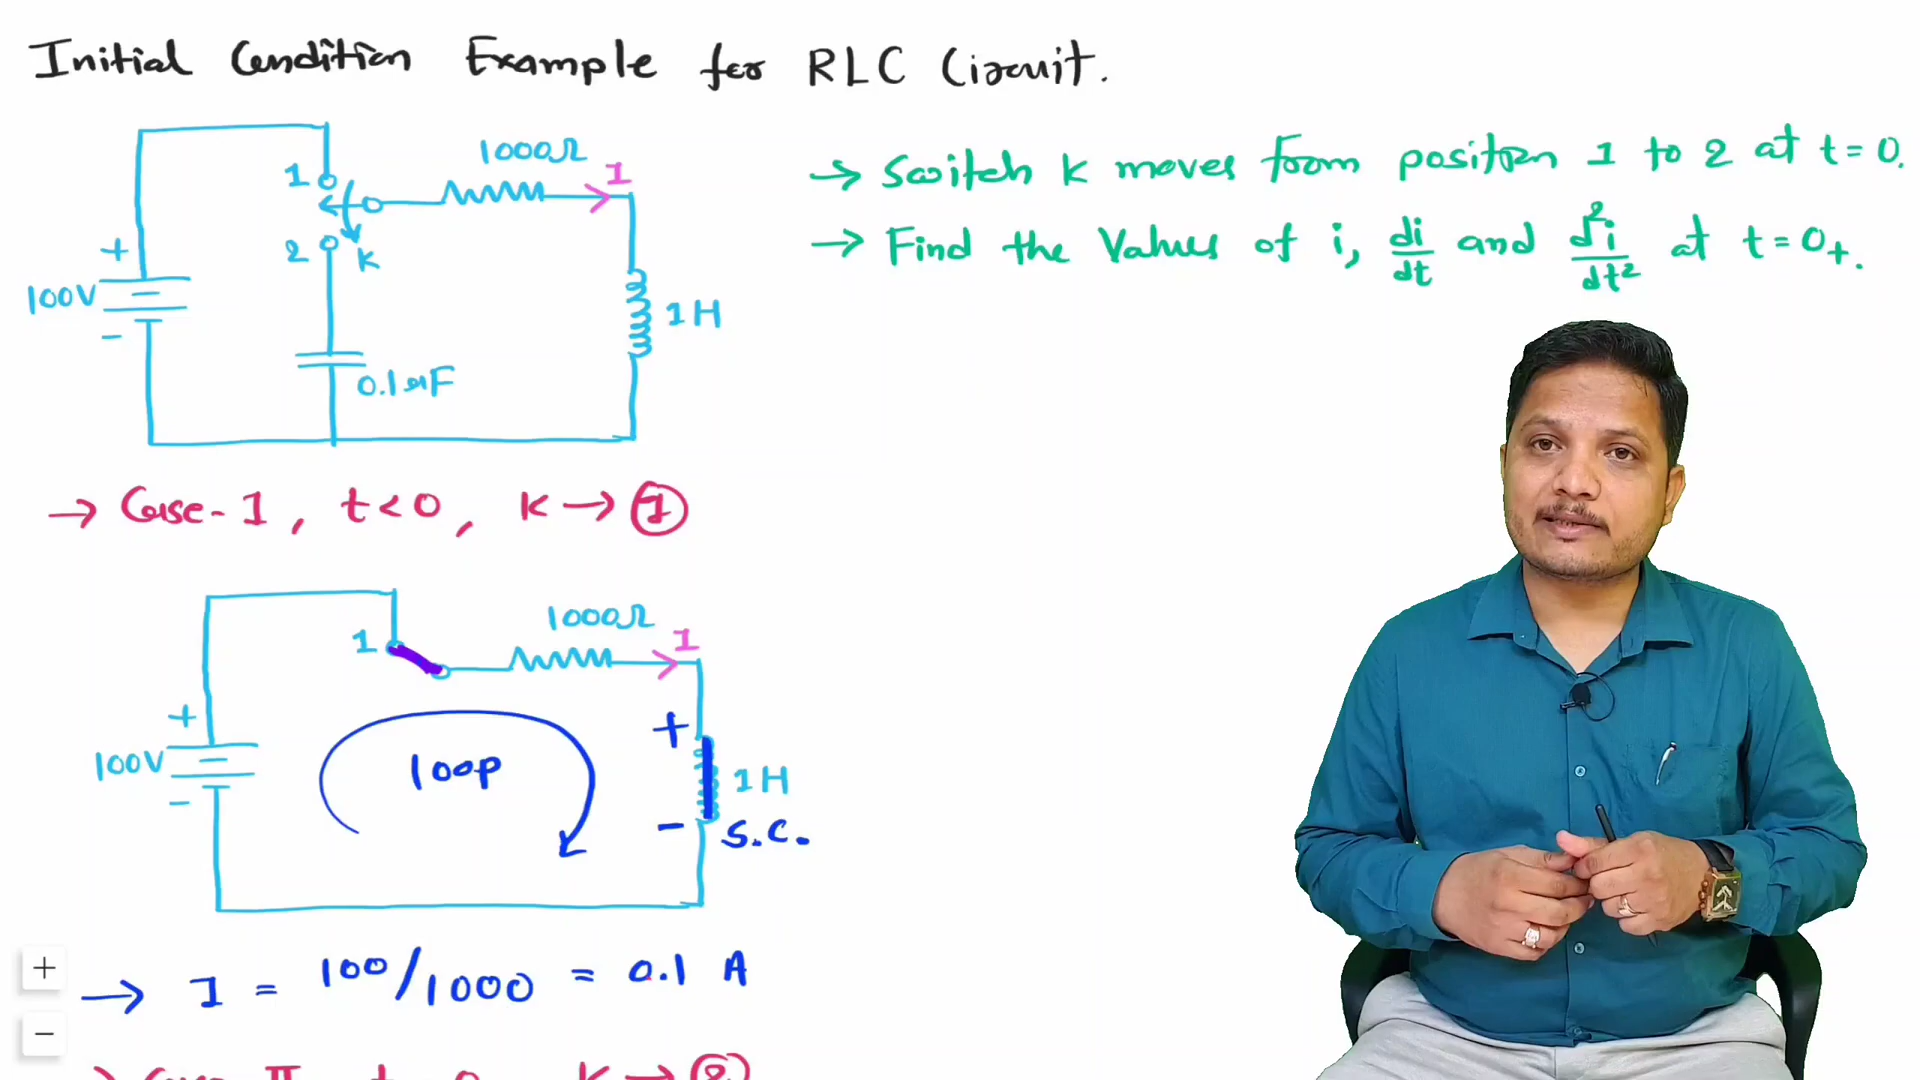 Initial Condition Example for RLC Circuit.
→ Switch K moves from position 1 to 2 at t = 0.
→ Find the Values of i, di/dt and d²i/dt² at t = 0+.
1000Ω
I
1
2
K
+
100V
-
1H
0.1 μF
→ Case-I, t < 0, K → 1
1000Ω
I
1
+
100V
-
loop
+
1H
-
S.C.
→ I = 100/1000 = 0.1 A